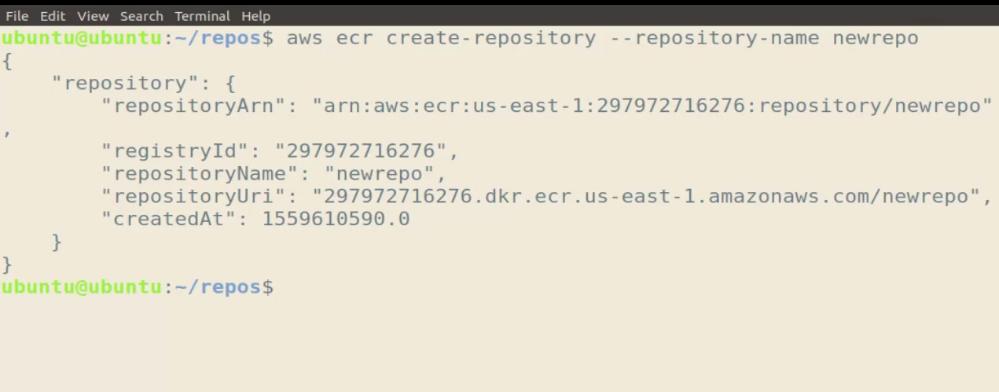 File Edit View Search Terminal Help
ubuntu@ubuntu:~/repos$ aws ecr create-repository --repository-name newrepo
{
    "repository": {
        "repositoryArn": "arn:aws:ecr:us-east-1:297972716276:repository/newrepo"
,
        "registryId": "297972716276",
        "repositoryName": "newrepo",
        "repositoryUri": "297972716276.dkr.ecr.us-east-1.amazonaws.com/newrepo",
        "createdAt": 1559610590.0
    }
}
ubuntu@ubuntu:~/repos$